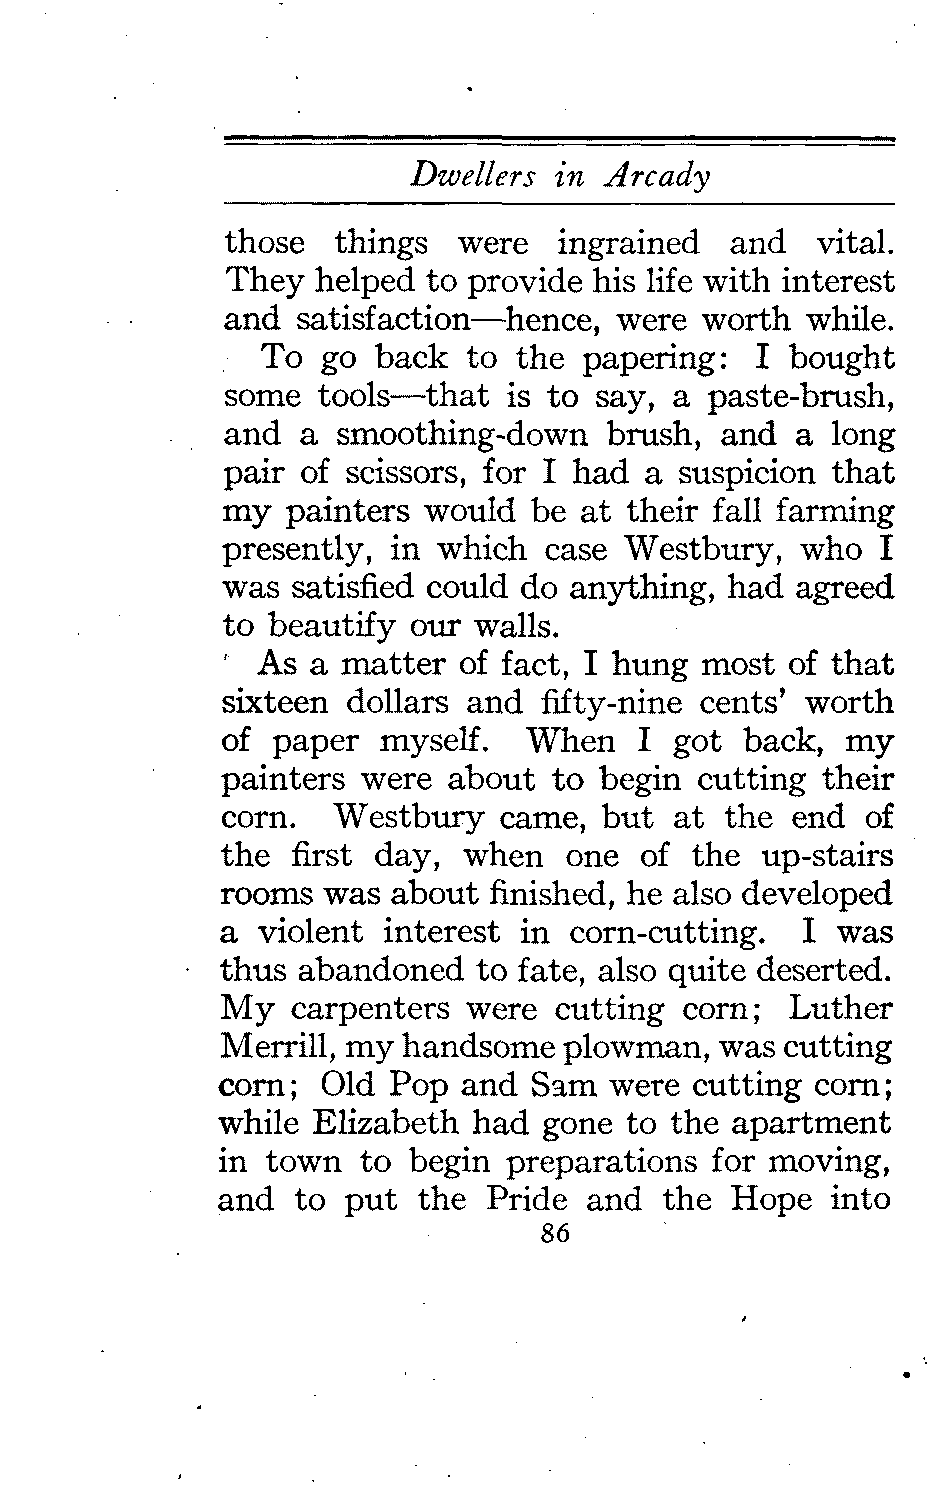 Dwellers in Arcady
those things were ingrained and vital.
They helped to provide his life with interest
and satisfaction—hence, were worth while.
To go back to the papering: I bought
some tools—that is to say, a paste-brush,
and a smoothing-down brush, and a long
pair of scissors, for I had a suspicion that
my painters would be at their fall farming
presently, in which case Westbury, who I
was satisfied could do anything, had agreed
to beautify our walls.
As a matter of fact, I hung most of that
sixteen dollars and fifty-nine cents' worth
of paper myself. When I got back, my
painters were about to begin cutting their
corn. Westbury came, but at the end of
the first day, when one of the up-stairs
rooms was about finished, he also developed
a violent interest in corn-cutting. I was
thus abandoned to fate, also quite deserted.
My carpenters were cutting corn; Luther
Merrill, my handsome plowman, was cutting
corn; Old Pop and Sam were cutting corn;
while Elizabeth had gone to the apartment
in town to begin preparations for moving,
and to put the Pride and the Hope into
86